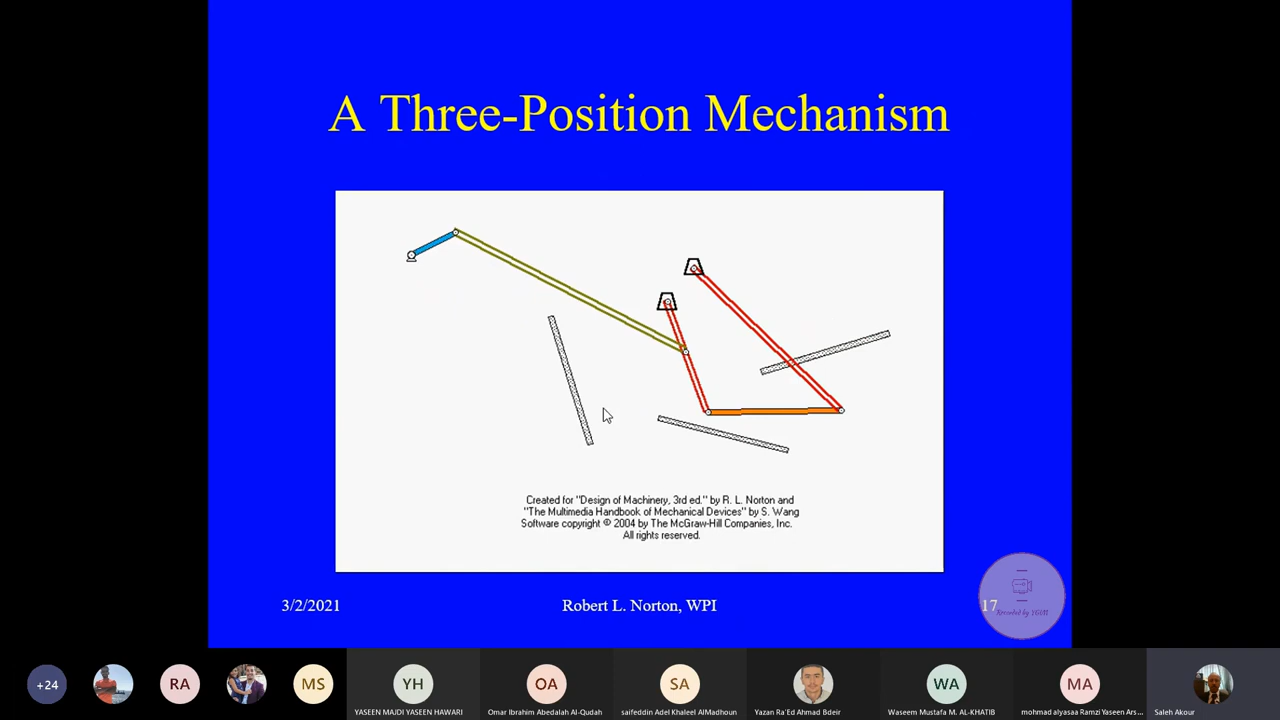 A Three-Position Mechanism
Created for "Design of Machinery, 3rd ed." by R. L. Norton and
"The Multimedia Handbook of Mechanical Devices" by S. Wang
Software copyright © 2004 by The McGraw-Hill Companies, Inc.
All rights reserved.
3/2/2021
Robert L. Norton, WPI
17
Recorded by YGUH
+24
RA
MS
YH
OA
SA
WA
MA
YASEEN MAJDI YASEEN HAWARI
Omar Ibrahim Abedalah Al-Qudah
saifeddin Adel Khaleel AlMadhoun
Yazan Ra'Ed Ahmad Bdeir
Waseem Mustafa M. AL-KHATIB
mohmad alyasaa Ramzi Yaseen Ars...
Saleh Akour